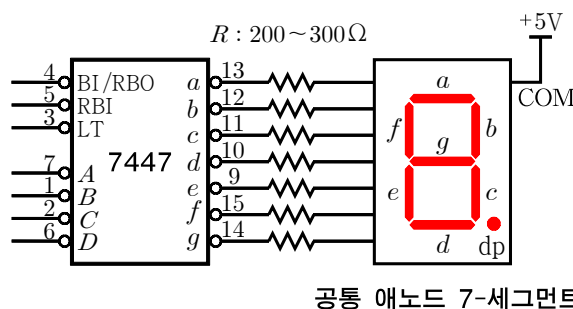 R : 200~300Ω
+5V
COM
4 BI/RBO
5 RBI
3 LT
7 A
1 B
2 C
6 D
7447
a 13
b 12
c 11
d 10
e 9
f 15
g 14
a
f
b
g
e
c
d
dp
공통 애노드 7-세그먼트